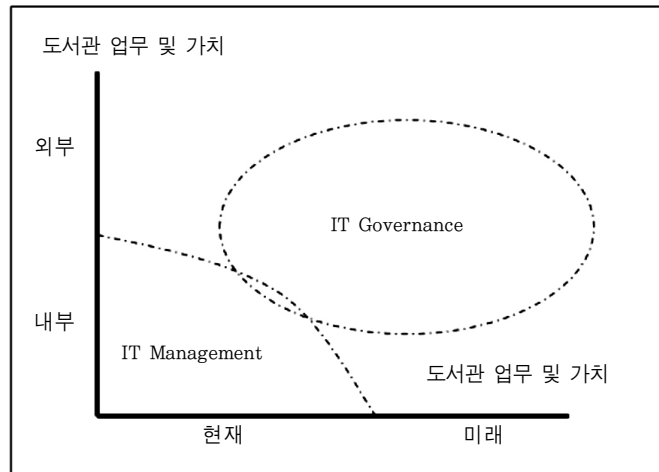 도서관 업무 및 가치
외부
IT Governance
내부
IT Management
도서관 업무 및 가치
현재
미래